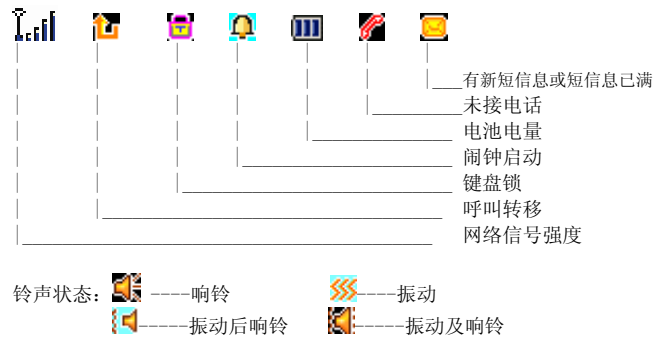 有新短信息或短信息已满
未接电话
电池电量
闹钟启动
键盘锁
呼叫转移
网络信号强度
铃声状态: ----响铃 ----振动
-----振动后响铃 -----振动及响铃